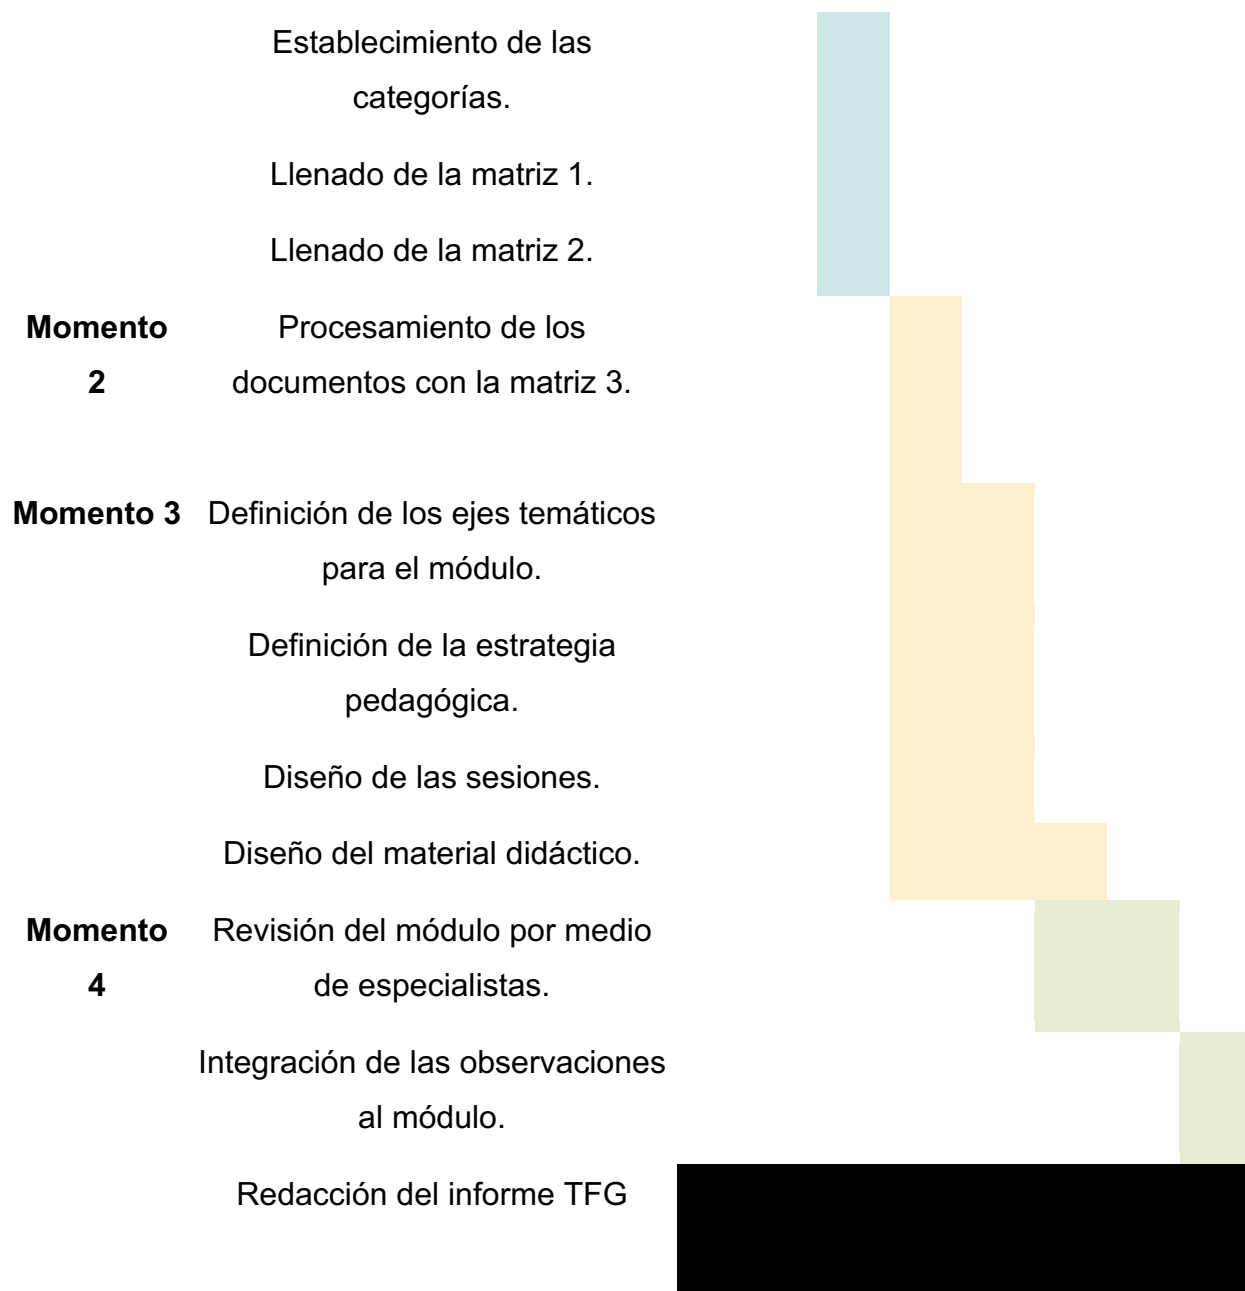 Establecimiento de las
categorías.
Llenado de la matriz 1.
Llenado de la matriz 2.
Momento
2
Procesamiento de los
documentos con la matriz 3.
Momento 3
Definición de los ejes temáticos
para el módulo.
Definición de la estrategia
pedagógica.
Diseño de las sesiones.
Diseño del material didáctico.
Momento
4
Revisión del módulo por medio
de especialistas.
Integración de las observaciones
al módulo.
Redacción del informe TFG